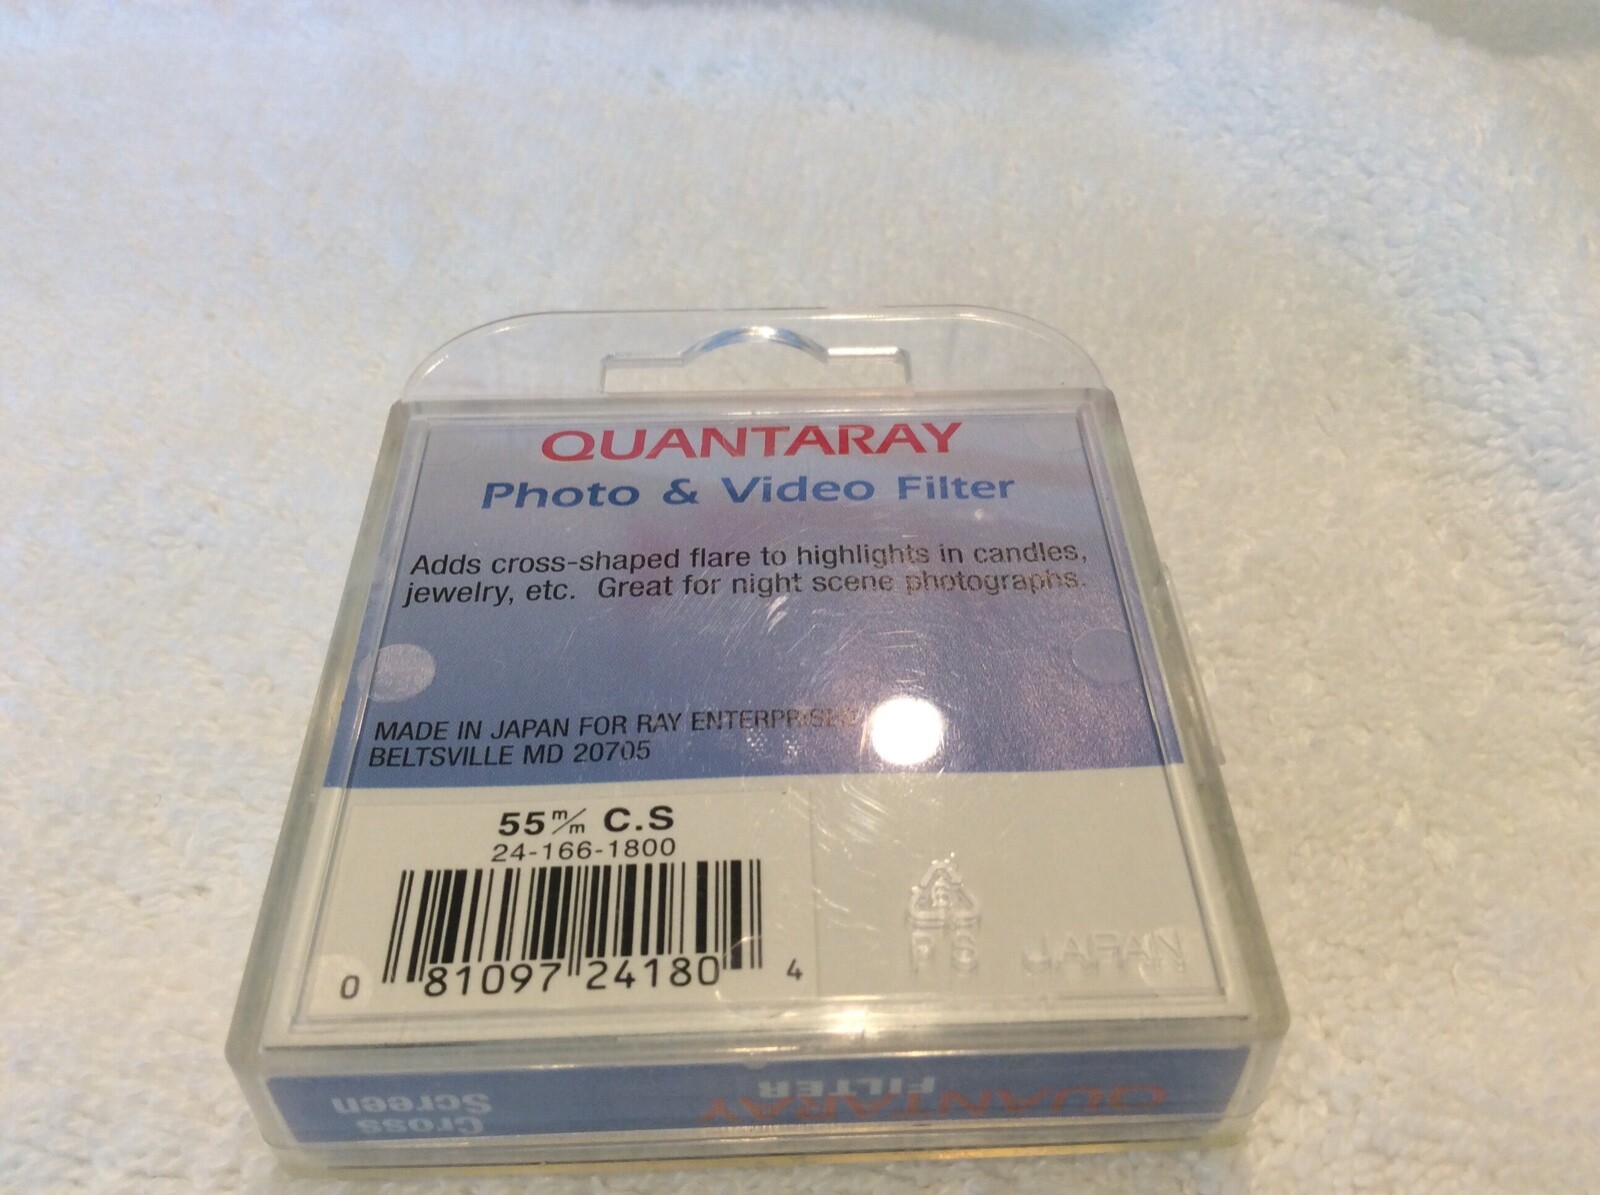 QUANTARAY
Photo & Video Filter
Adds cross-shaped flare to highlights in candles,
jewelry, etc. Great for night scene photographs.
MADE IN JAPAN FOR RAY ENTERPRISES
BELTSVILLE MD 20705
55 m/m C.S
24-166-1800
0 81097 24180 4
PS JAPAN
Cross
Screen
QUANTARAY
FILTER